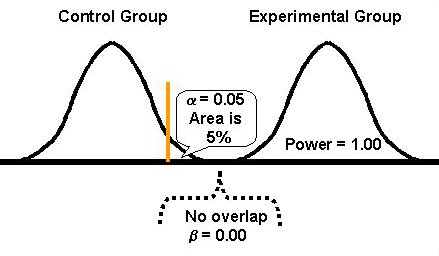 Control Group
Experimental Group
α = 0.05
Area is
5%
Power = 1.00
No overlap
β = 0.00